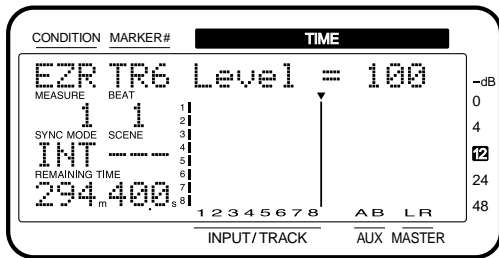 CONDITION MARKER# TIME
EZR TR6 Level = 100
MEASURE BEAT
1 1
SYNC MODE SCENE
INT ---
REMAINING TIME
294m400s
1
2
3
4
5
6
7
8
1 2 3 4 5 6 7 8 A B L R
INPUT/TRACK AUX MASTER
-dB
0
4
12
24
48